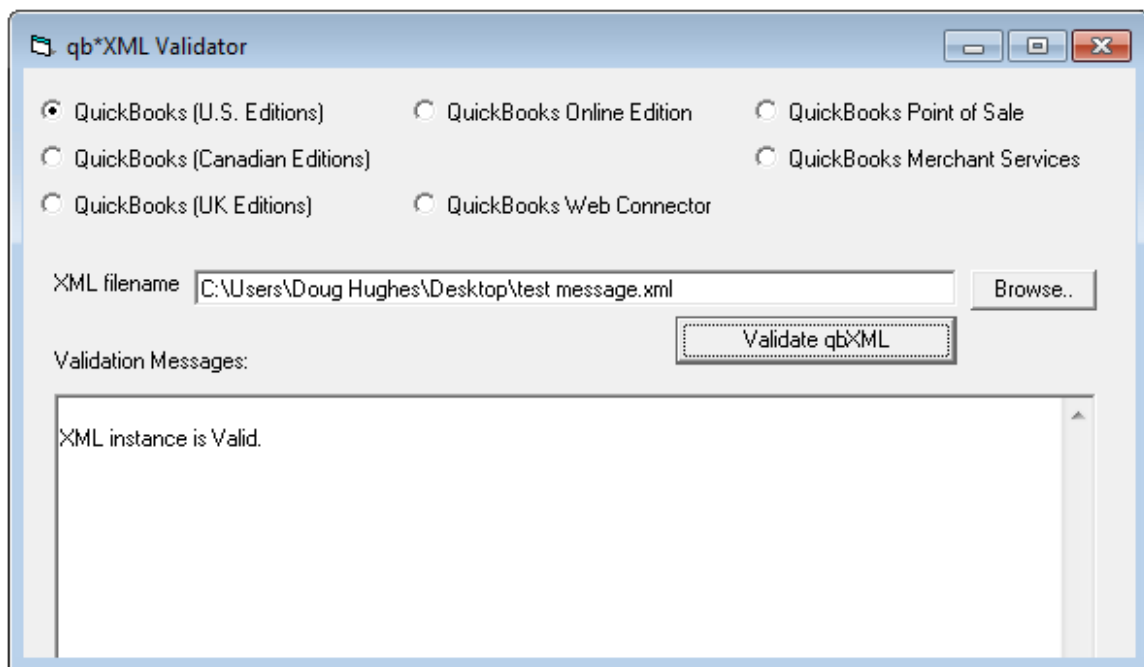 qb*XML Validator
QuickBooks (U.S. Editions) QuickBooks Online Edition QuickBooks Point of Sale
QuickBooks (Canadian Editions) QuickBooks Merchant Services
QuickBooks (UK Editions) QuickBooks Web Connector
XML filename C:\Users\Doug Hughes\Desktop\test message.xml Browse..
Validate qbXML
Validation Messages:
XML instance is Valid.